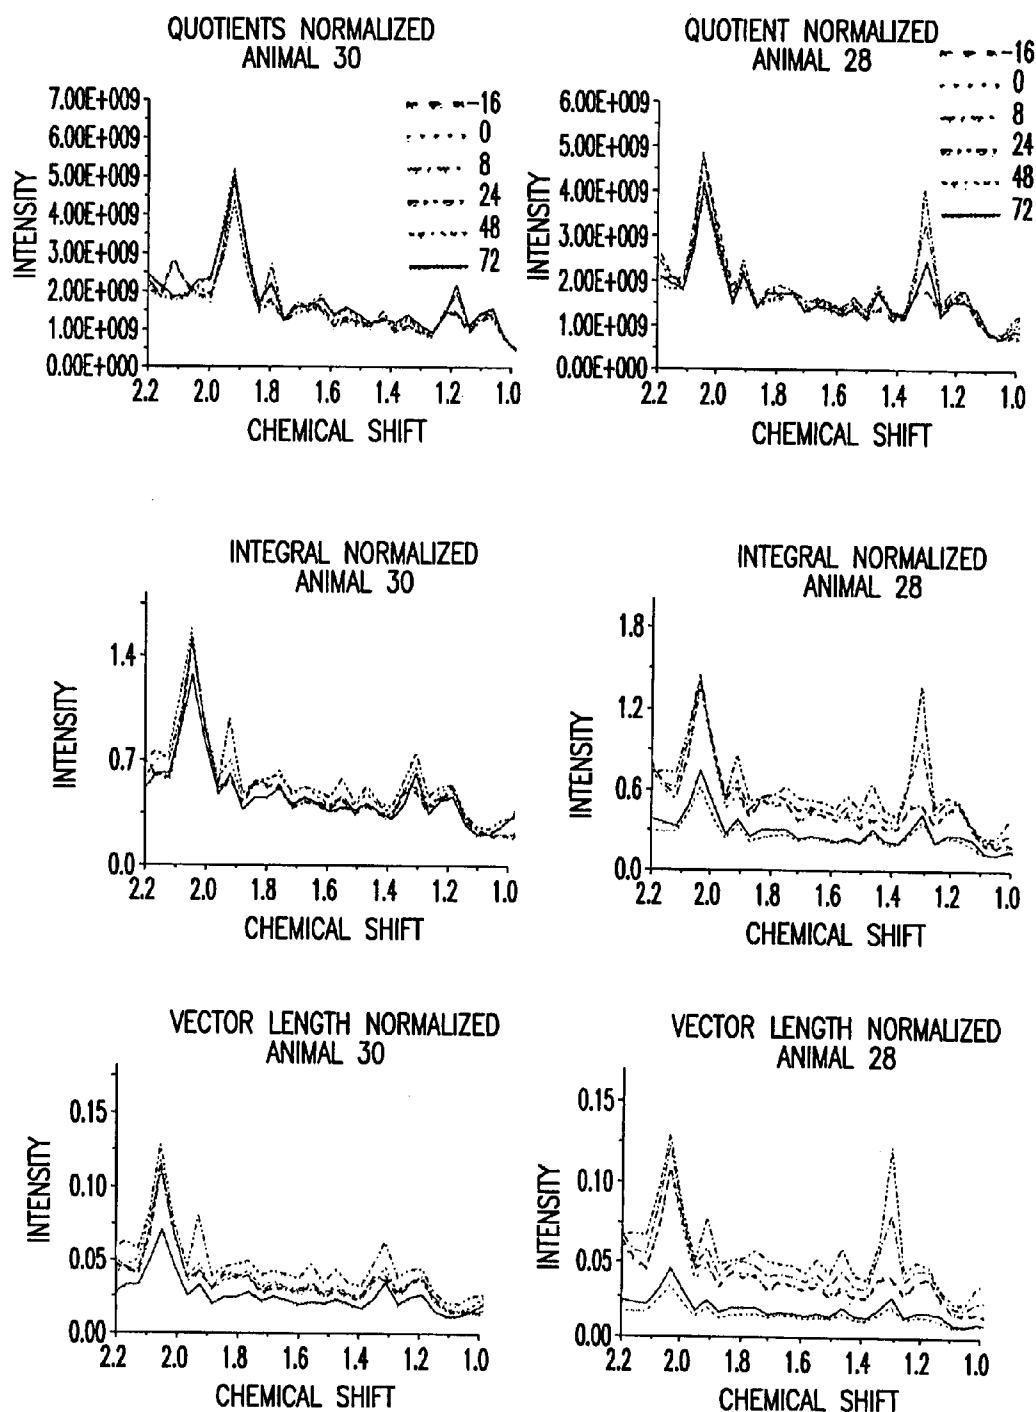 QUOTIENTS NORMALIZED
ANIMAL 30
7.00E+009
6.00E+009
5.00E+009
4.00E+009
3.00E+009
2.00E+009
1.00E+009
0.00E+000
INTENSITY
-16
0
8
24
48
72
2.2 2.0 1.8 1.6 1.4 1.2 1.0
CHEMICAL SHIFT
QUOTIENT NORMALIZED
ANIMAL 28
6.00E+009
5.00E+009
4.00E+009
3.00E+009
2.00E+009
1.00E+009
0.00E+000
INTENSITY
-16
0
8
24
48
72
2.2 2.0 1.8 1.6 1.4 1.2 1.0
CHEMICAL SHIFT
INTEGRAL NORMALIZED
ANIMAL 30
1.4
0.7
0.0
INTENSITY
2.2 2.0 1.8 1.6 1.4 1.2 1.0
CHEMICAL SHIFT
INTEGRAL NORMALIZED
ANIMAL 28
1.8
1.2
0.6
0.0
INTENSITY
2.2 2.0 1.8 1.6 1.4 1.2 1.0
CHEMICAL SHIFT
VECTOR LENGTH NORMALIZED
ANIMAL 30
0.15
0.10
0.05
0.00
INTENSITY
2.2 2.0 1.8 1.6 1.4 1.2 1.0
CHEMICAL SHIFT
VECTOR LENGTH NORMALIZED
ANIMAL 28
0.15
0.10
0.05
0.00
INTENSITY
2.2 2.0 1.8 1.6 1.4 1.2 1.0
CHEMICAL SHIFT